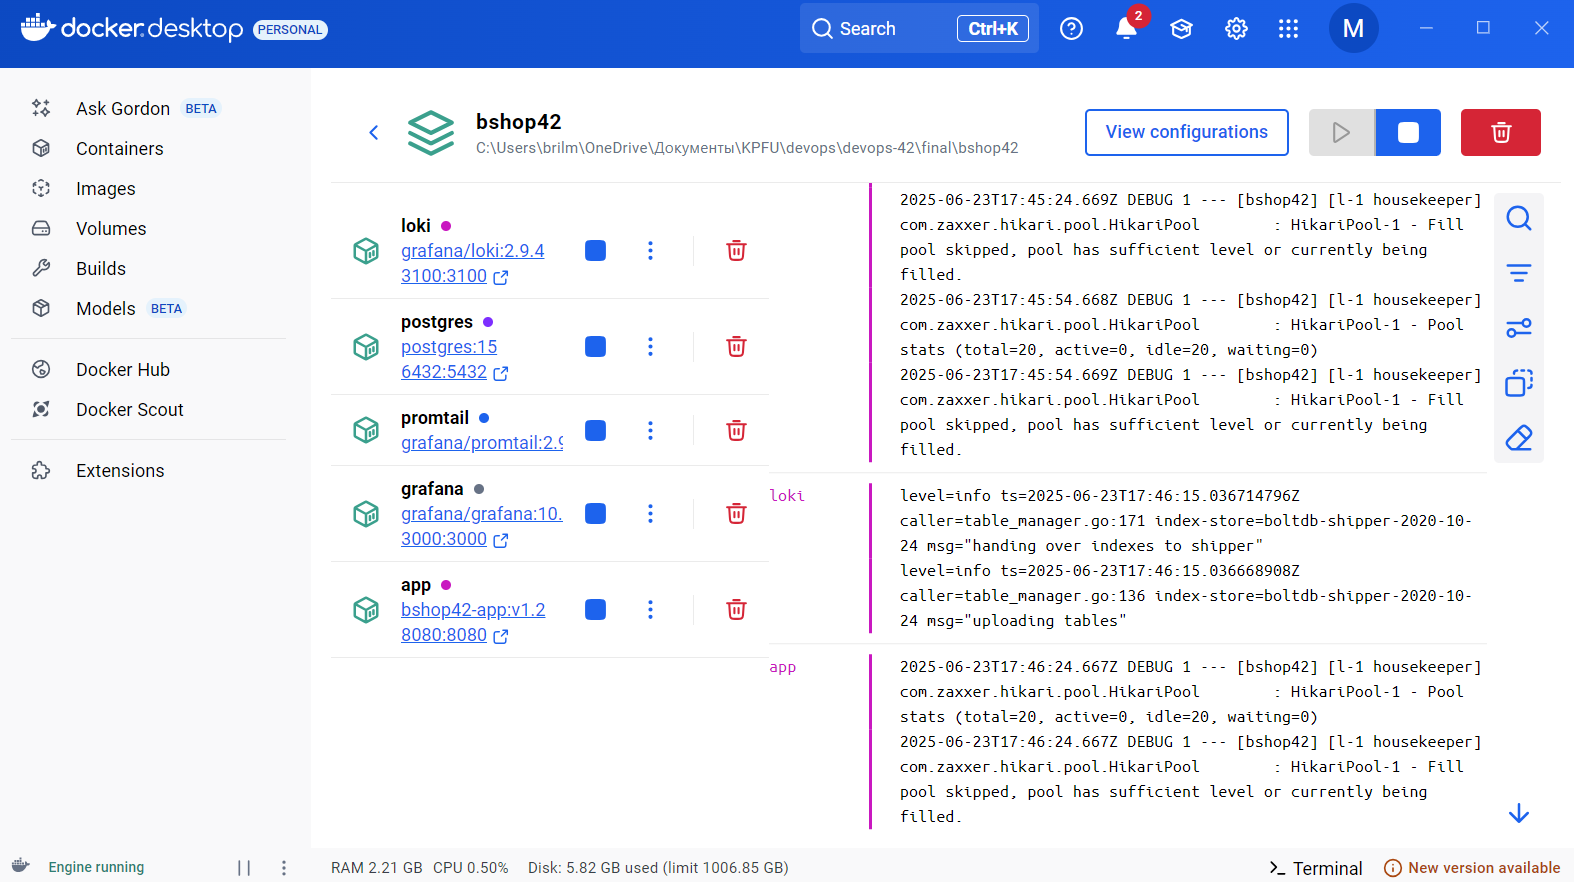 docker.desktop PERSONAL
Search Ctrl+K
2
M
Ask Gordon BETA
Containers
Images
Volumes
Builds
Models BETA
Docker Hub
Docker Scout
Extensions
bshop42
C:\Users\brilm\OneDrive\Документы\KPFU\devops\devops-42\final\bshop42
View configurations
loki
grafana/loki:2.9.4
3100:3100
postgres
postgres:15
6432:5432
promtail
grafana/promtail:2.9
grafana
grafana/grafana:10.
3000:3000
app
bshop42-app:v1.2
8080:8080
2025-06-23T17:45:24.669Z DEBUG 1 --- [bshop42] [l-1 housekeeper]
com.zaxxer.hikari.pool.HikariPool        : HikariPool-1 - Fill
pool skipped, pool has sufficient level or currently being
filled.
2025-06-23T17:45:54.668Z DEBUG 1 --- [bshop42] [l-1 housekeeper]
com.zaxxer.hikari.pool.HikariPool        : HikariPool-1 - Pool
stats (total=20, active=0, idle=20, waiting=0)
2025-06-23T17:45:54.669Z DEBUG 1 --- [bshop42] [l-1 housekeeper]
com.zaxxer.hikari.pool.HikariPool        : HikariPool-1 - Fill
pool skipped, pool has sufficient level or currently being
filled.
loki
level=info ts=2025-06-23T17:46:15.036714796Z
caller=table_manager.go:171 index-store=boltdb-shipper-2020-10-
24 msg="handing over indexes to shipper"
level=info ts=2025-06-23T17:46:15.036668908Z
caller=table_manager.go:136 index-store=boltdb-shipper-2020-10-
24 msg="uploading tables"
app
2025-06-23T17:46:24.667Z DEBUG 1 --- [bshop42] [l-1 housekeeper]
com.zaxxer.hikari.pool.HikariPool        : HikariPool-1 - Pool
stats (total=20, active=0, idle=20, waiting=0)
2025-06-23T17:46:24.667Z DEBUG 1 --- [bshop42] [l-1 housekeeper]
com.zaxxer.hikari.pool.HikariPool        : HikariPool-1 - Fill
pool skipped, pool has sufficient level or currently being
filled.
Engine running
RAM 2.21 GB CPU 0.50% Disk: 5.82 GB used (limit 1006.85 GB)
Terminal
New version available